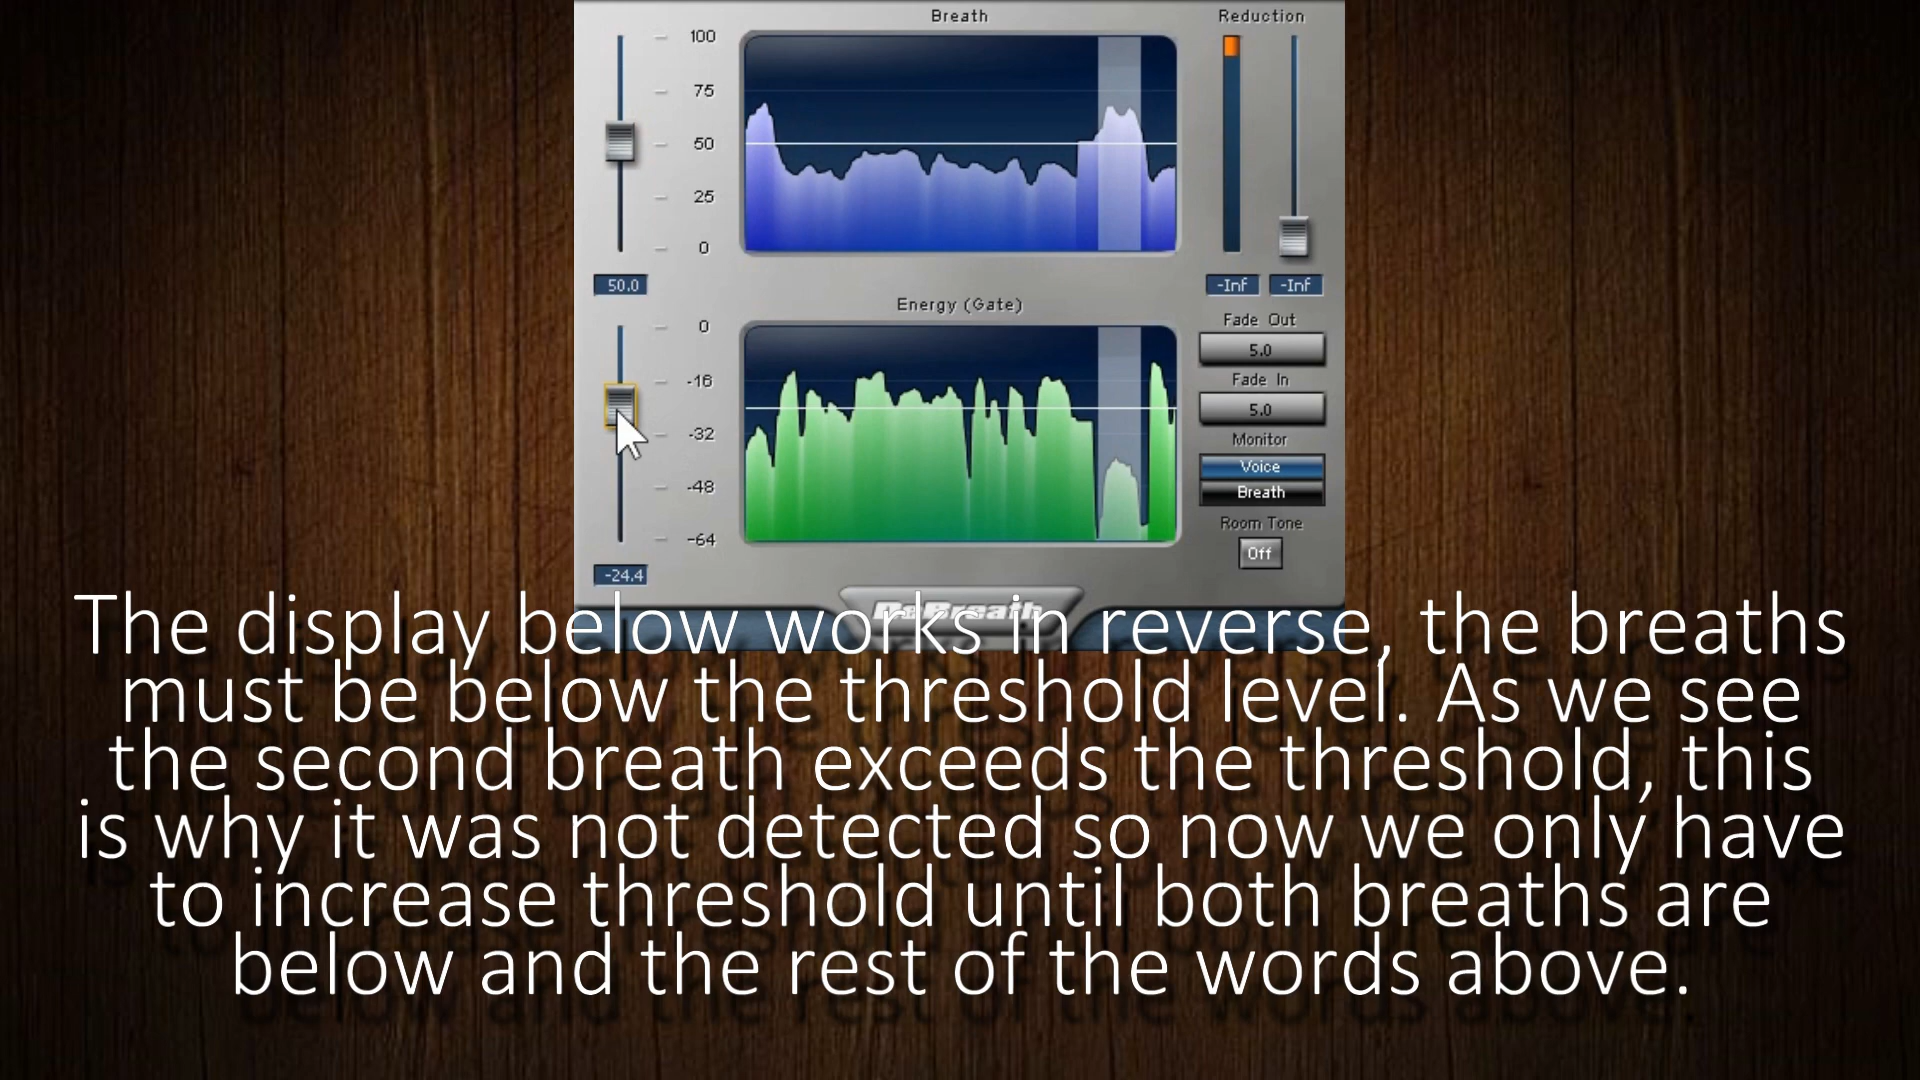 Breath
Reduction
100
75
50
25
0
50.0
-Inf
-Inf
Energy (Gate)
0
-16
-32
-48
-64
-24.4
Fade Out
5.0
Fade In
5.0
Monitor
Voice
Breath
Room Tone
Off
DeBreath
The display below works in reverse, the breaths
must be below the threshold level. As we see
the second breath exceeds the threshold, this
is why it was not detected so now we only have
to increase threshold until both breaths are
below and the rest of the words above.